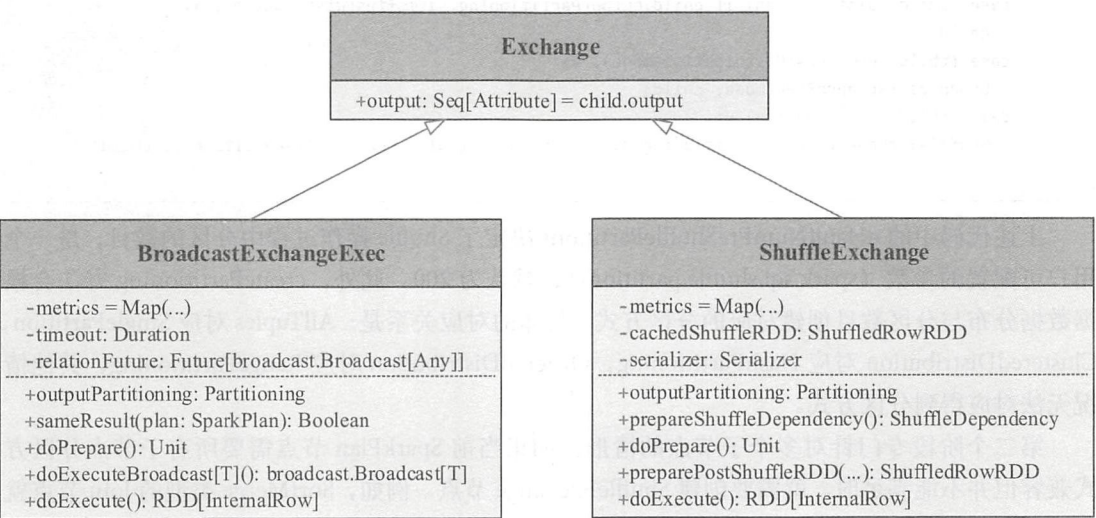 Exchange
+output: Seq[Attribute] = child.output
BroadcastExchangeExec
-metrics = Map(...)
-timeout: Duration
-relationFuture: Future[broadcast.Broadcast[Any]]
+outputPartitioning: Partitioning
+sameResult(plan: SparkPlan): Boolean
+doPrepare(): Unit
+doExecuteBroadcast[T](): broadcast.Broadcast[T]
+doExecute(): RDD[InternalRow]
ShuffleExchange
-metrics = Map(...)
-cachedShuffleRDD: ShuffledRowRDD
-serializer: Serializer
+outputPartitioning: Partitioning
+prepareShuffleDependency(): ShuffleDependency
+doPrepare(): Unit
+preparePostShuffleRDD(...): ShuffledRowRDD
+doExecute(): RDD[InternalRow]